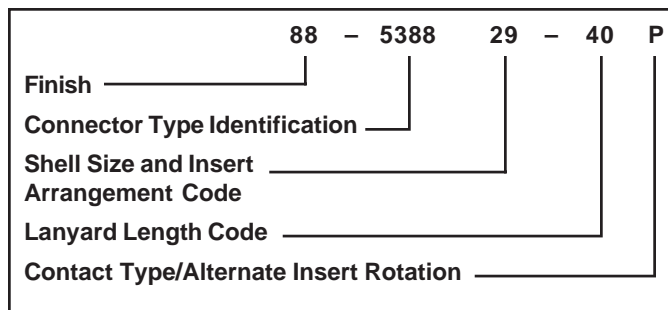 88 – 5388 29 – 40 P
Finish
Connector Type Identification
Shell Size and Insert
Arrangement Code
Lanyard Length Code
Contact Type/Alternate Insert Rotation